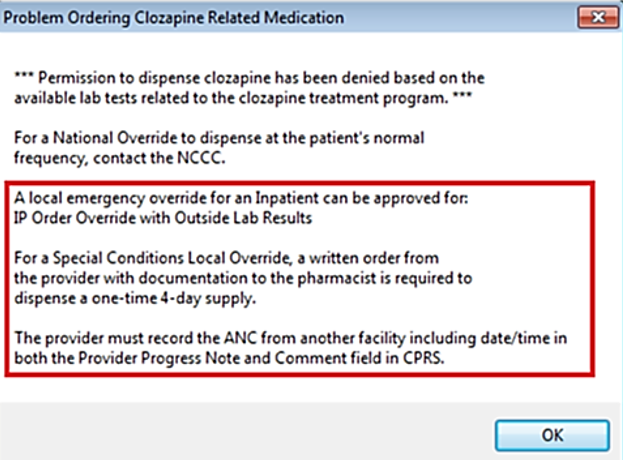 Problem Ordering Clozapine Related Medication
*** Permission to dispense clozapine has been denied based on the
available lab tests related to the clozapine treatment program. ***
For a National Override to dispense at the patient's normal
frequency, contact the NCCC.
A local emergency override for an Inpatient can be approved for:
IP Order Override with Outside Lab Results
For a Special Conditions Local Override, a written order from
the provider with documentation to the pharmacist is required to
dispense a one-time 4-day supply.
The provider must record the ANC from another facility including date/time in
both the Provider Progress Note and Comment field in CPRS.
OK